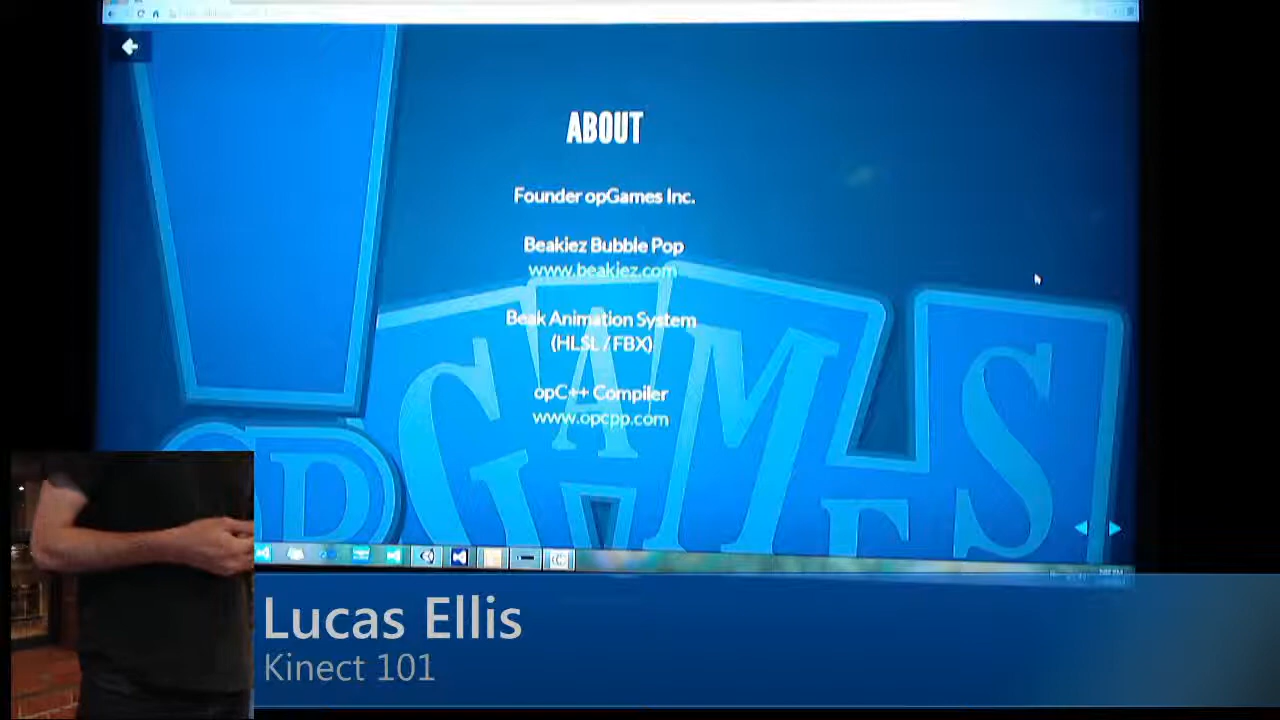 ABOUT
Founder opGames Inc.
Beakiez Bubble Pop
www.beakiez.com
Beak Animation System
(HLSL / FBX)
opC++ Compiler
www.opcpp.com
OPGAMES
Lucas Ellis
Kinect 101